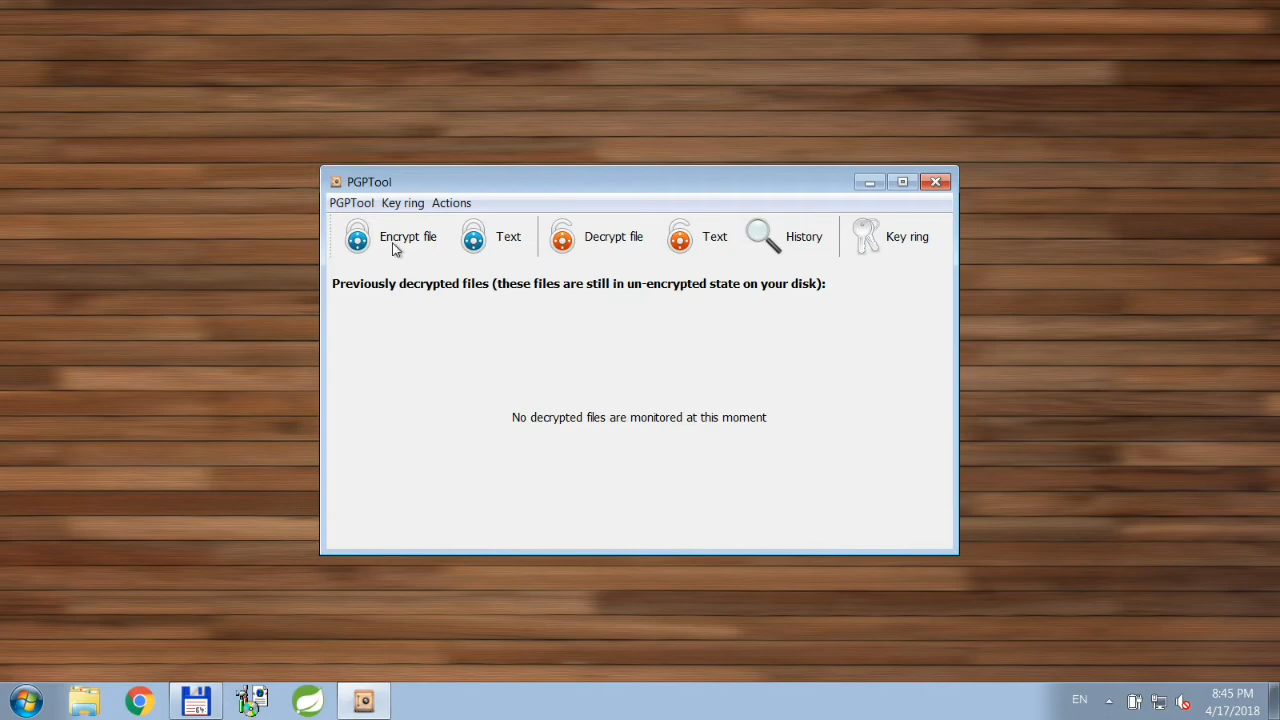 PGPTool
PGPTool Key ring Actions
Encrypt file Text Decrypt file Text History Key ring
Previously decrypted files (these files are still in un-encrypted state on your disk):
No decrypted files are monitored at this moment
64
EN
8:45 PM
4/17/2018